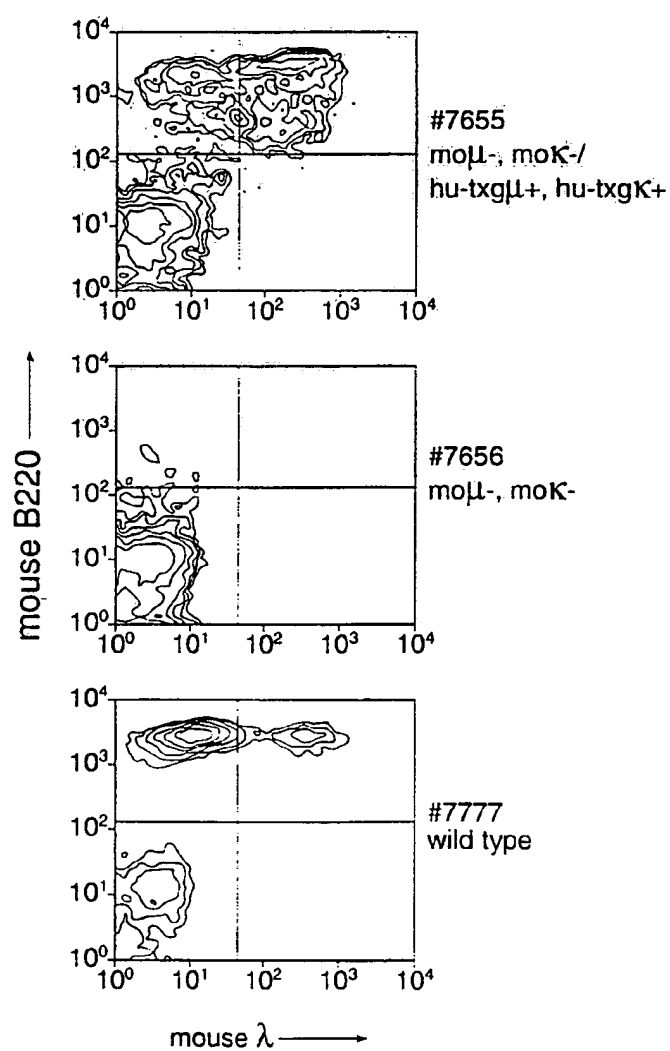 10⁴
10³
10²
10¹
10⁰
10⁰ 10¹ 10² 10³ 10⁴
#7655
moμ-, moκ-/
hu-txgμ+, hu-txgκ+
10⁴
10³
10²
10¹
10⁰
10⁰ 10¹ 10² 10³ 10⁴
#7656
moμ-, moκ-
10⁴
10³
10²
10¹
10⁰
10⁰ 10¹ 10² 10³ 10⁴
#7777
wild type
mouse B220
mouse λ